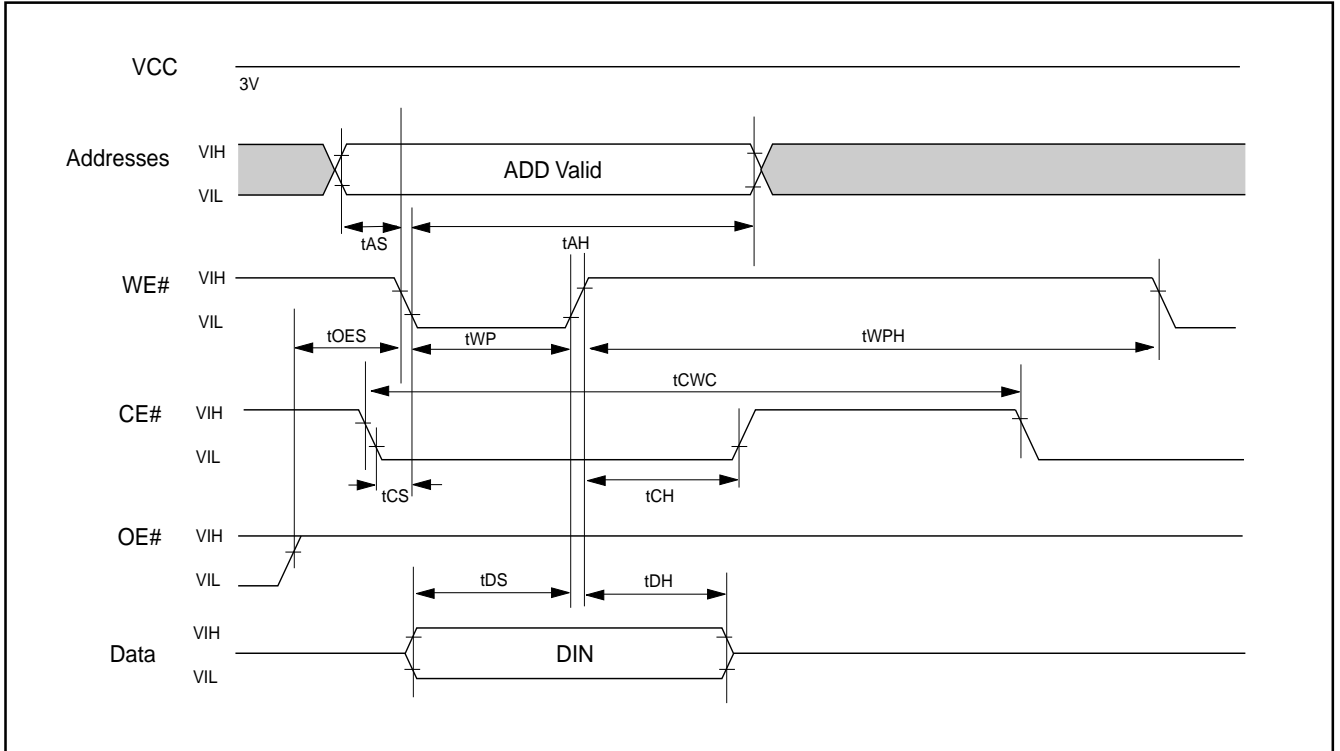 VCC
3V
Addresses
VIH
ADD Valid
VIL
tAS
tAH
WE#
VIH
VIL
tOES
tWP
tWPH
tCWC
CE#
VIH
VIL
tCS
tCH
OE#
VIH
VIL
tDS
tDH
Data
VIH
DIN
VIL